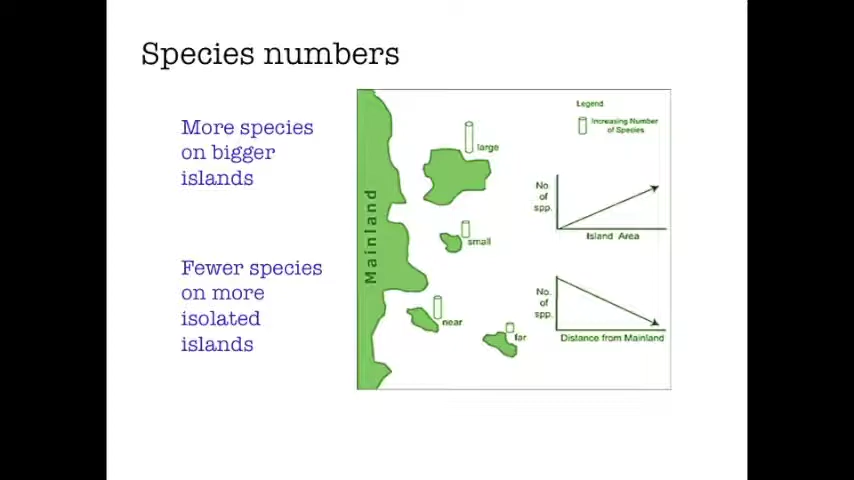 Species numbers
More species
on bigger
islands
Fewer species
on more
isolated
islands
Mainland
large
small
near
far
Legend
Increasing Number
of Species
No
of
spp.
Island Area
No.
of
spp.
Distance from Mainland